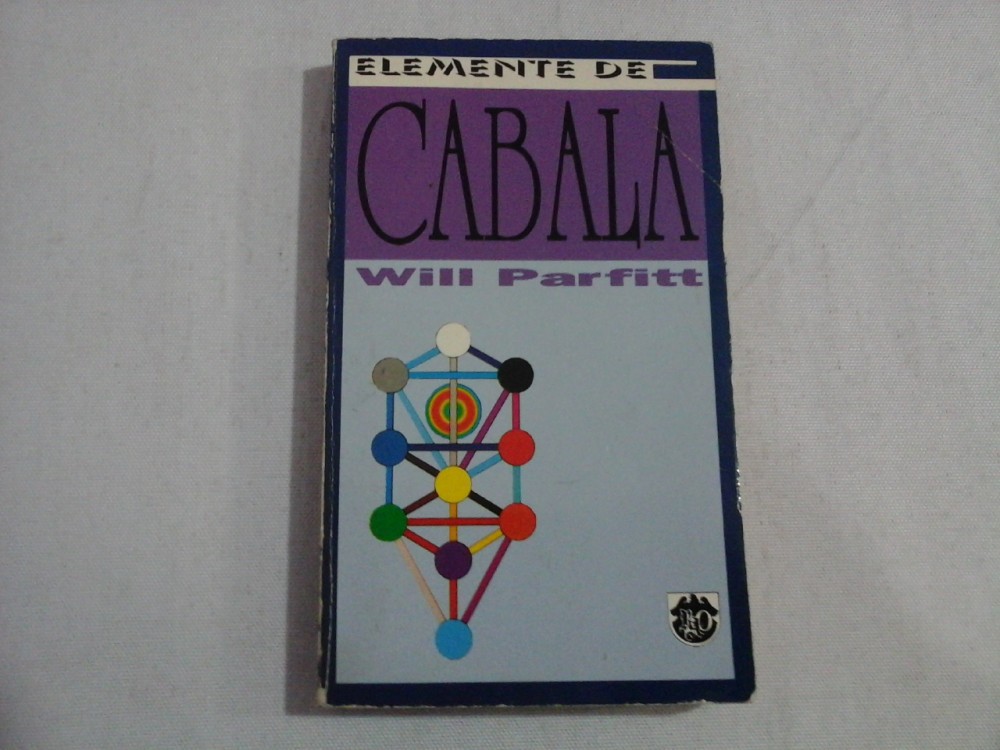 ELEMENTE DE
CABALA
Will Parfitt